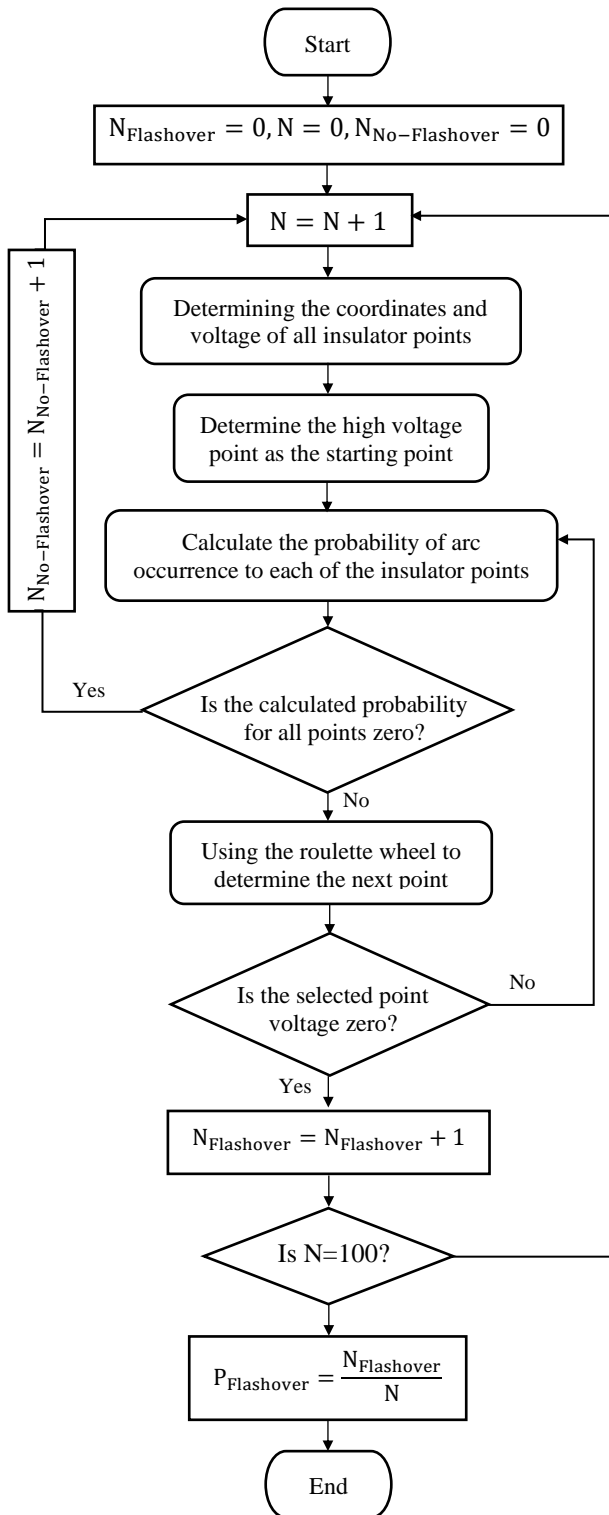 Start
N_Flashover = 0, N = 0, N_No−Flashover = 0
N = N + 1
N_No−Flashover = N_No−Flashover + 1
Determining the coordinates and
voltage of all insulator points
Determine the high voltage
point as the starting point
Calculate the probability of arc
occurrence to each of the insulator points
Yes
Is the calculated probability
for all points zero?
No
Using the roulette wheel to
determine the next point
Is the selected point
voltage zero?
No
Yes
N_Flashover = N_Flashover + 1
Is N=100?
P_Flashover = N_Flashover / N
End